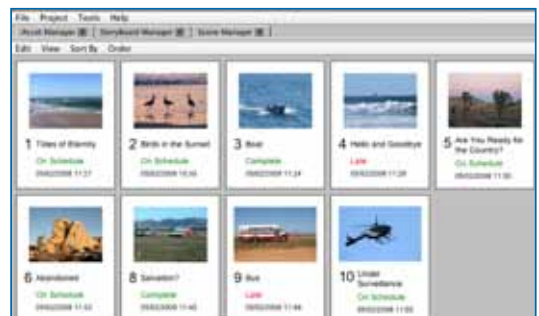 File Project Tools Help
Asset Manager Storyboard Manager Scene Manager
Edit View Sort By Order
1 Tides of Eternity
On Schedule
2 Birds in the Sunset
On Schedule
3 Boat
Complete
4 Hello and Goodbye
Late
5 Are You Ready for
the Country?
On Schedule
6 Abandoned
On Schedule
8 Salvation?
Complete
9 Bus
Late
10 Under
Surveillance
On Schedule